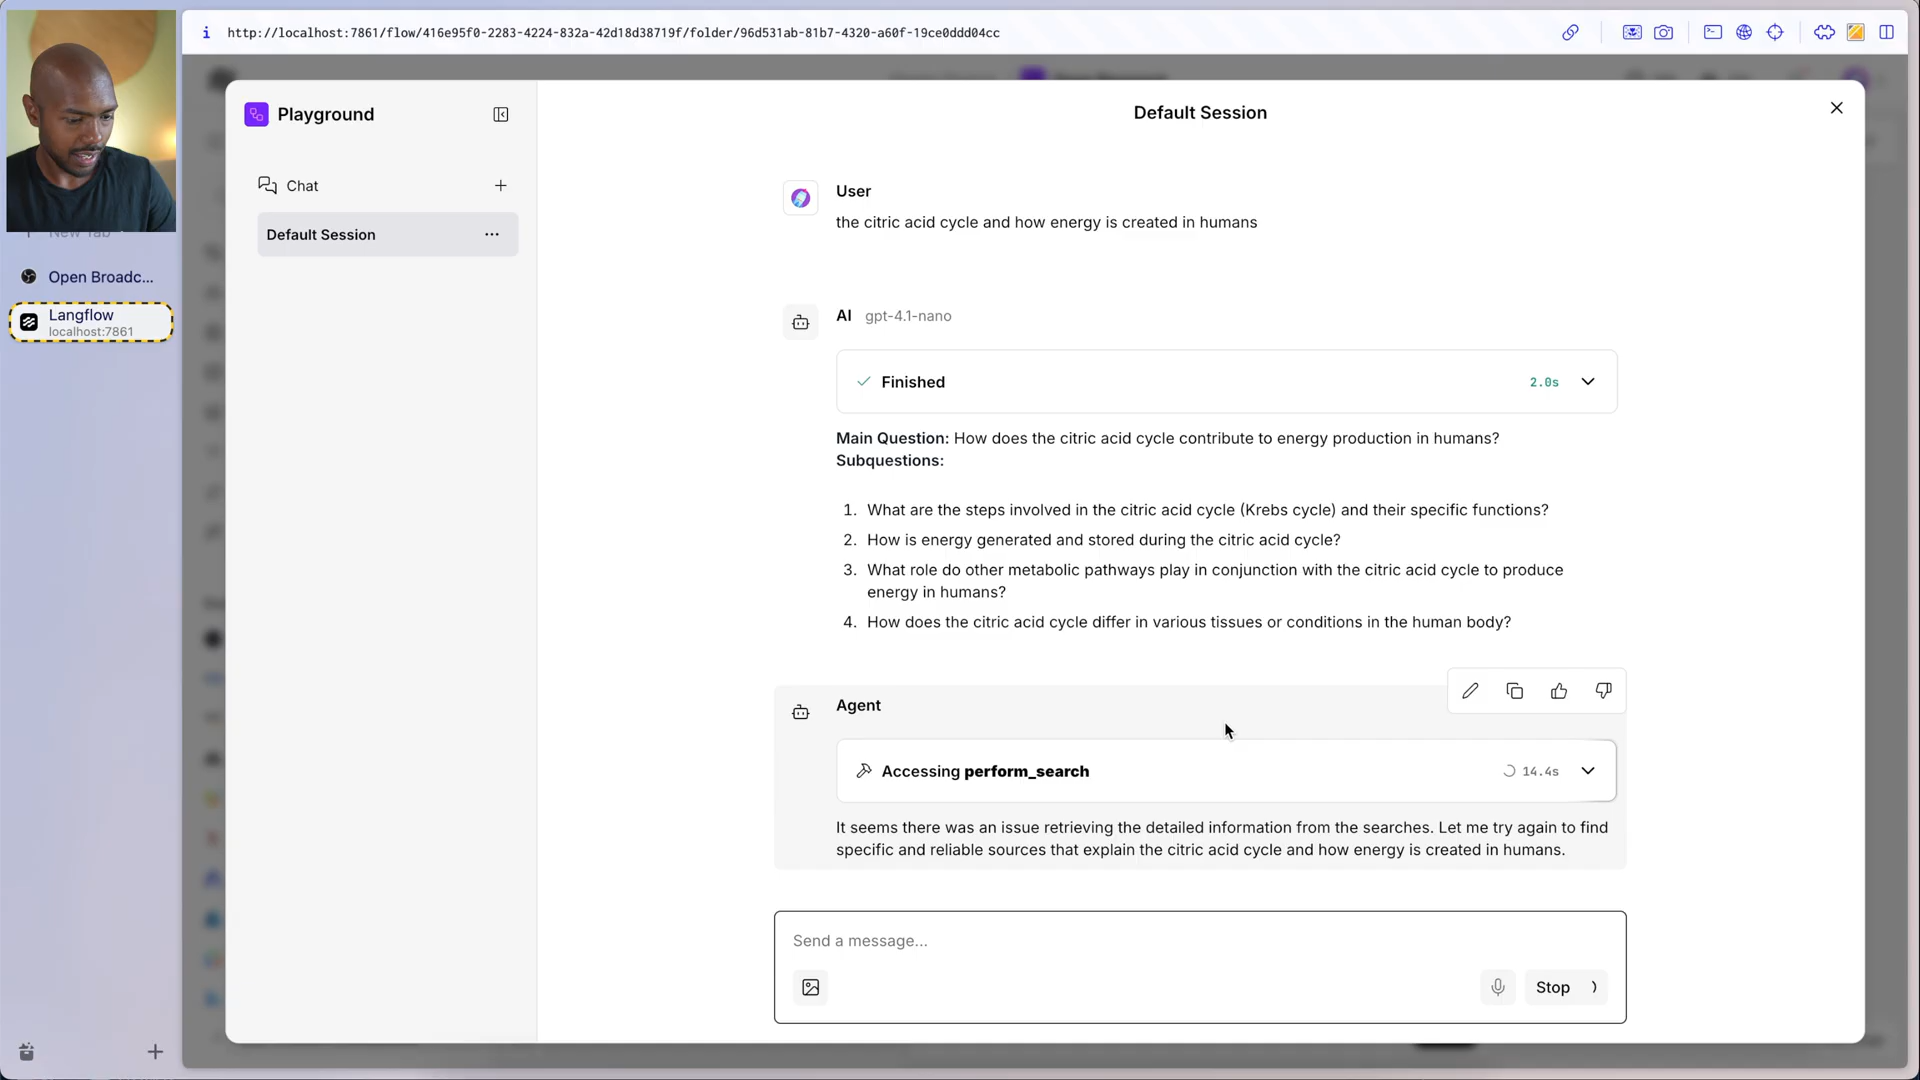 http://localhost:7861/flow/416e95f0-2283-4224-832a-42d18d38719f/folder/96d531ab-81b7-4320-a60f-19ce0ddd04cc
New Tab
Open Broadc...
Langflow
localhost:7861
Playground
Chat
Default Session
Default Session
User
the citric acid cycle and how energy is created in humans
AI gpt-4.1-nano
Finished 2.0s
Main Question: How does the citric acid cycle contribute to energy production in humans?
Subquestions:
1. What are the steps involved in the citric acid cycle (Krebs cycle) and their specific functions?
2. How is energy generated and stored during the citric acid cycle?
3. What role do other metabolic pathways play in conjunction with the citric acid cycle to produce
energy in humans?
4. How does the citric acid cycle differ in various tissues or conditions in the human body?
Agent
Accessing perform_search 14.4s
It seems there was an issue retrieving the detailed information from the searches. Let me try again to find
specific and reliable sources that explain the citric acid cycle and how energy is created in humans.
Send a message...
Stop